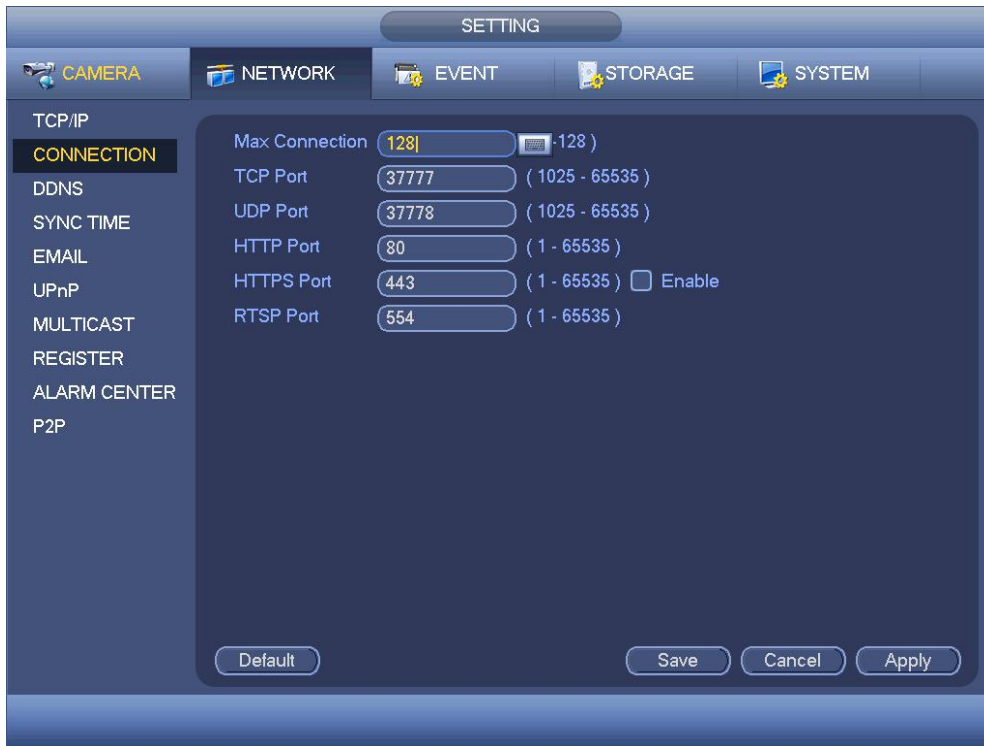 SETTING
CAMERA NETWORK EVENT STORAGE SYSTEM
TCP/IP
CONNECTION
DDNS
SYNC TIME
EMAIL
UPnP
MULTICAST
REGISTER
ALARM CENTER
P2P
Max Connection 128 -128 )
TCP Port 37777 ( 1025 - 65535 )
UDP Port 37778 ( 1025 - 65535 )
HTTP Port 80 ( 1 - 65535 )
HTTPS Port 443 ( 1 - 65535 ) Enable
RTSP Port 554 ( 1 - 65535 )
Default Save Cancel Apply